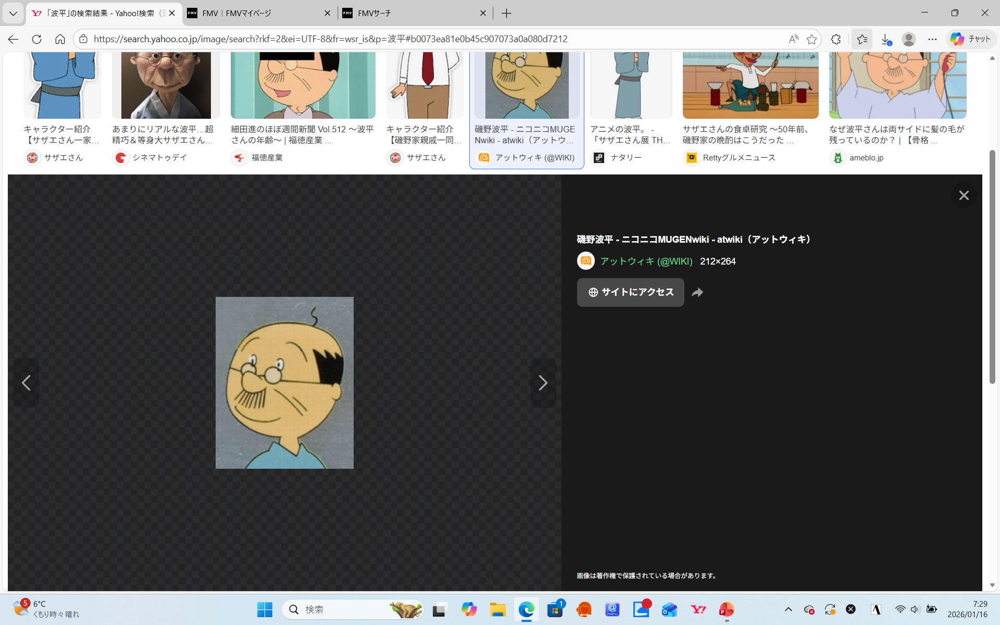 「波平」の検索結果 - Yahoo!検索（画
FMV｜FMVマイページ
FMVサーチ
https://search.yahoo.co.jp/image/search?rkf=2&ei=UTF-8&fr=wsr_is&p=波平#b0073ea81e0b45c907073a0a080d7212
チャット
キャラクター紹介
【サザエさん一家...
サザエさん
あまりにリアルな波平…超
精巧＆等身大サザエさん...
シネマトゥデイ
細田進のほぼ週間新聞 Vol.512 ～波平
さんの年齢～ | 福徳産業 ...
福徳産業
キャラクター紹介
【磯野家親戚一同...
サザエさん
磯野波平 - ニコニコMUGE
Nwiki - atwiki（アットウ...
アットウィキ (@WIKI)
アニメの波平。 -
「サザエさん展 TH...
ナタリー
サザエさんの食卓研究 ～50年前、
磯野家の晩酌はこうだった ...
Rettyグルメニュース
なぜ波平さんは両サイドに髪の毛が
残っているのか？ | 【骨格 ...
ameblo.jp
磯野波平 - ニコニコMUGENwiki - atwiki（アットウィキ）
アットウィキ (@WIKI) 212×264
サイトにアクセス
画像は著作権で保護されている場合があります。
5
6°C
くもり時々晴れ
検索
1
@
menu
A
7:29
2026/01/16